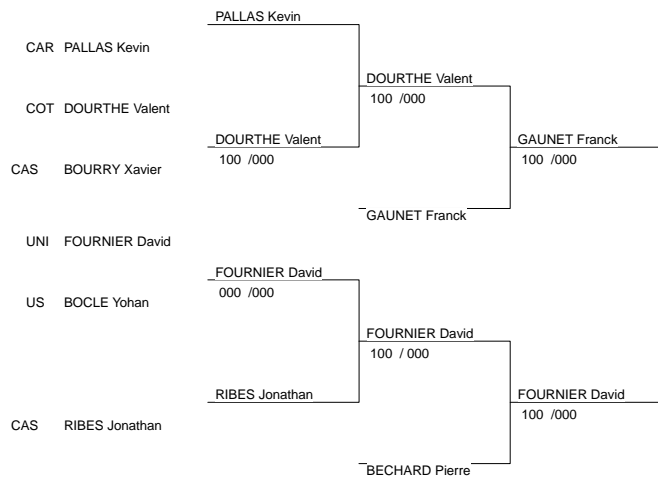 PALLAS Kevin
CAR PALLAS Kevin
DOURTHE Valent
100 /000
COT DOURTHE Valent
DOURTHE Valent
100 /000
GAUNET Franck
100 /000
CAS BOURRY Xavier
GAUNET Franck
UNI FOURNIER David
FOURNIER David
000 /000
US BOCLE Yohan
FOURNIER David
100 / 000
RIBES Jonathan
FOURNIER David
100 /000
CAS RIBES Jonathan
BECHARD Pierre